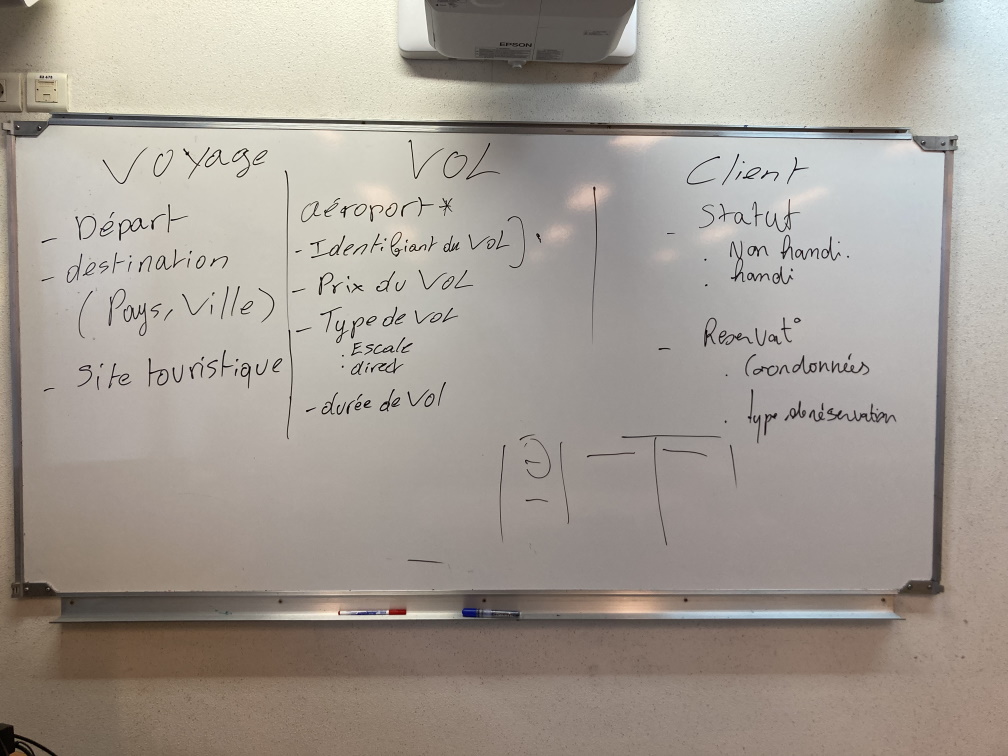 EPSON
Voyage
- Départ
- destination
(Pays, Ville)
- Site touristique
VOL
aéroport *
- Identifiant du VOL
- Prix du VOL
- Type de VOL
. Escale
. direct
- durée de Vol
Client
- Statut
. Non handi.
. handi
- Reservat°
. Coordonnées
. type de réservation